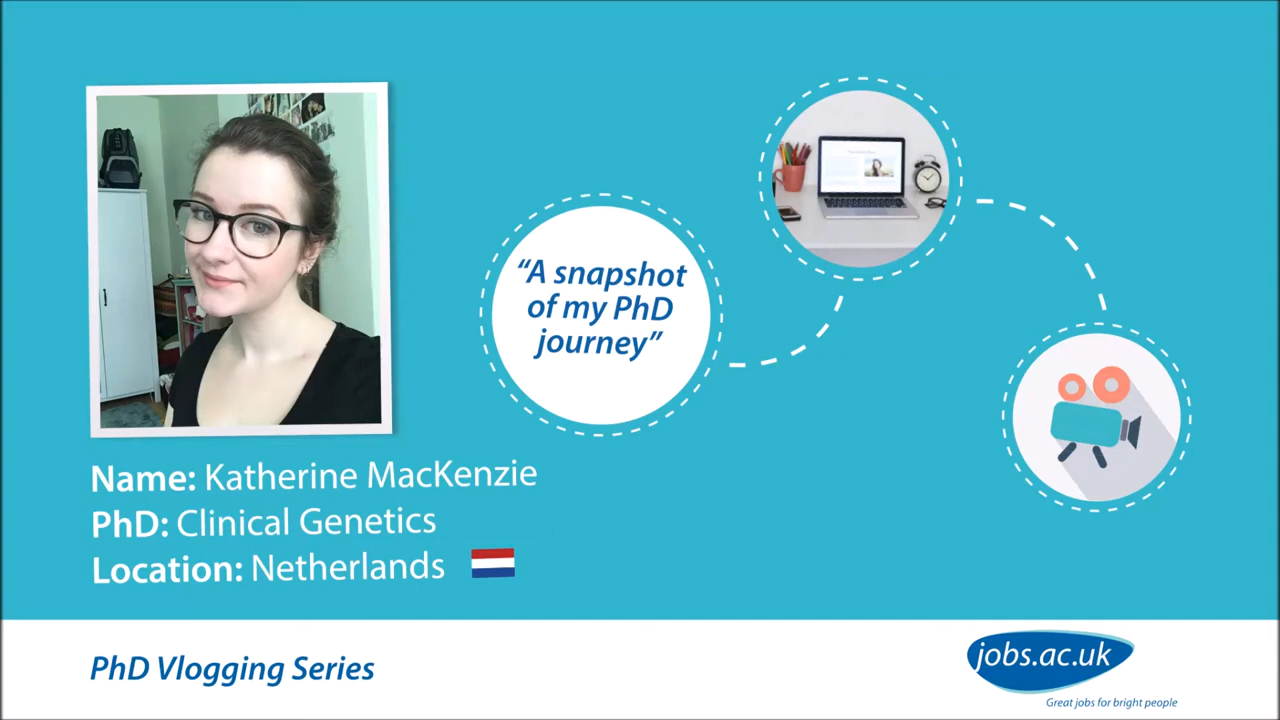 “A snapshot
of my PhD
journey”
Name: Katherine MacKenzie
PhD: Clinical Genetics
Location: Netherlands
PhD Vlogging Series
jobs.ac.uk
Great jobs for bright people